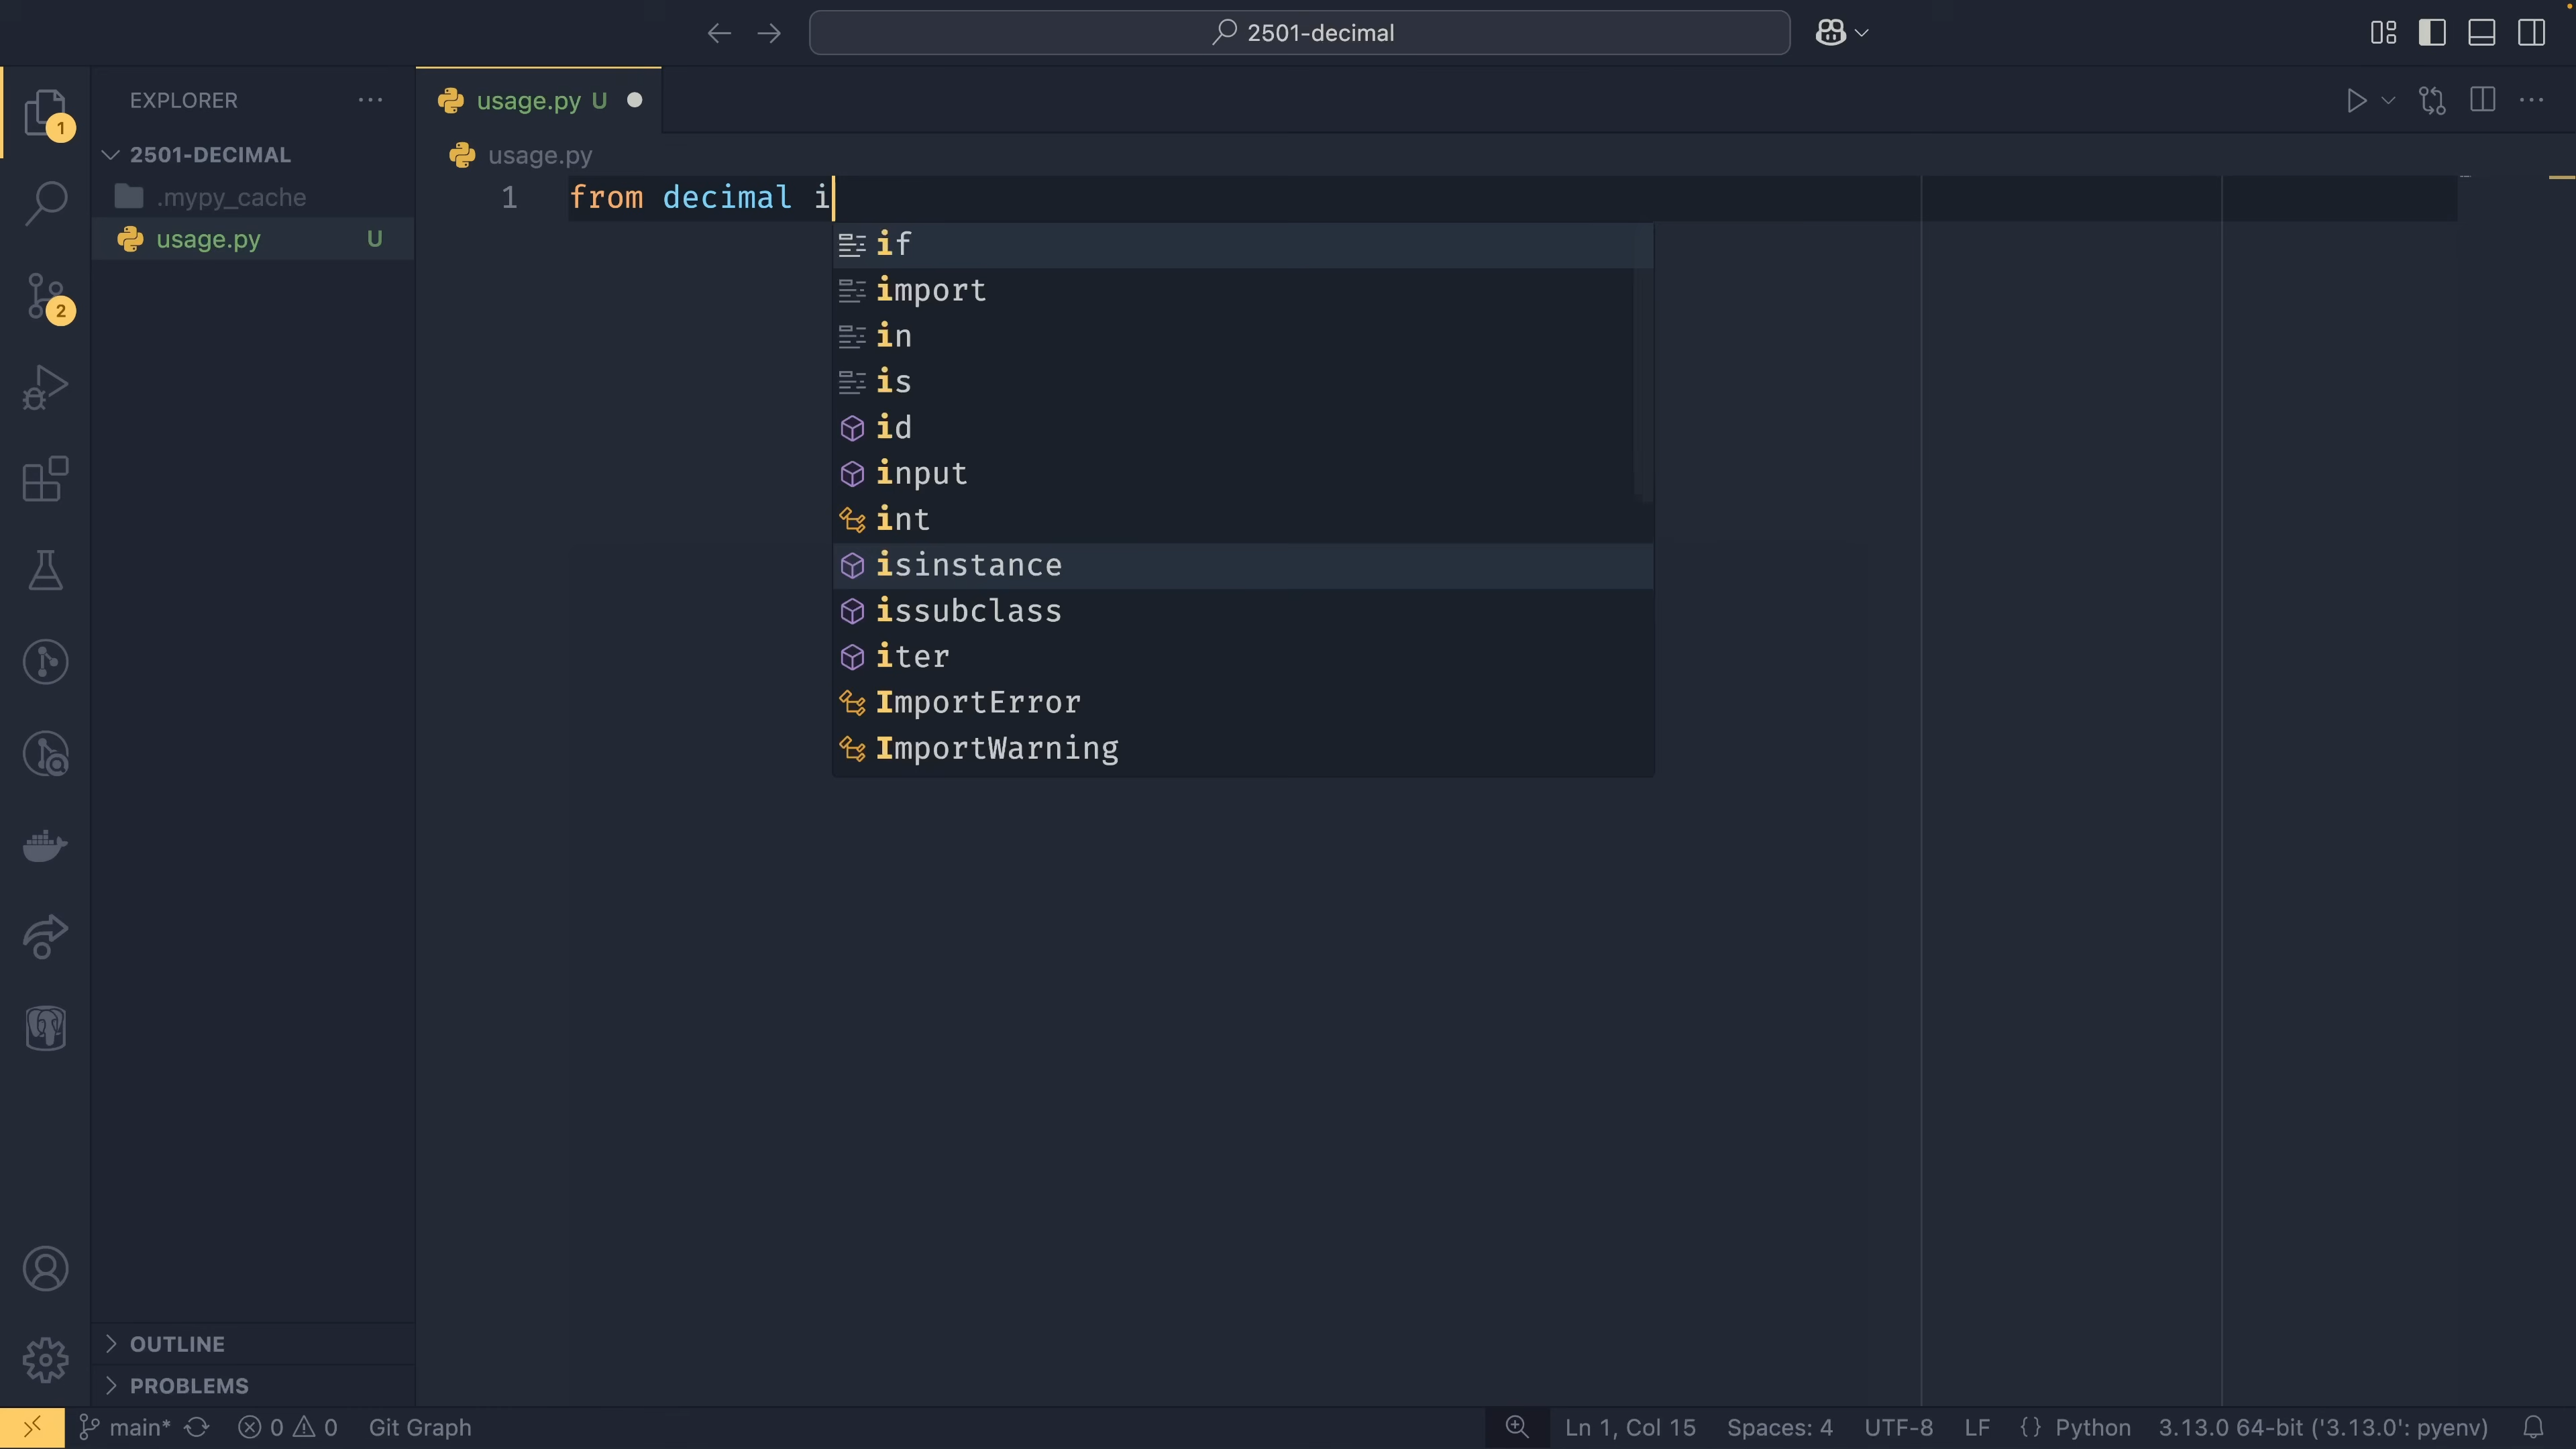 2501-decimal
EXPLORER
usage.py U
1
2501-DECIMAL
usage.py
.mypy_cache
1 from decimal i
usage.py U
if
2
import
in
is
id
input
int
isinstance
issubclass
iter
ImportError
ImportWarning
OUTLINE
PROBLEMS
main* 0 0 Git Graph Ln 1, Col 15 Spaces: 4 UTF-8 LF {} Python 3.13.0 64-bit ('3.13.0': pyenv)